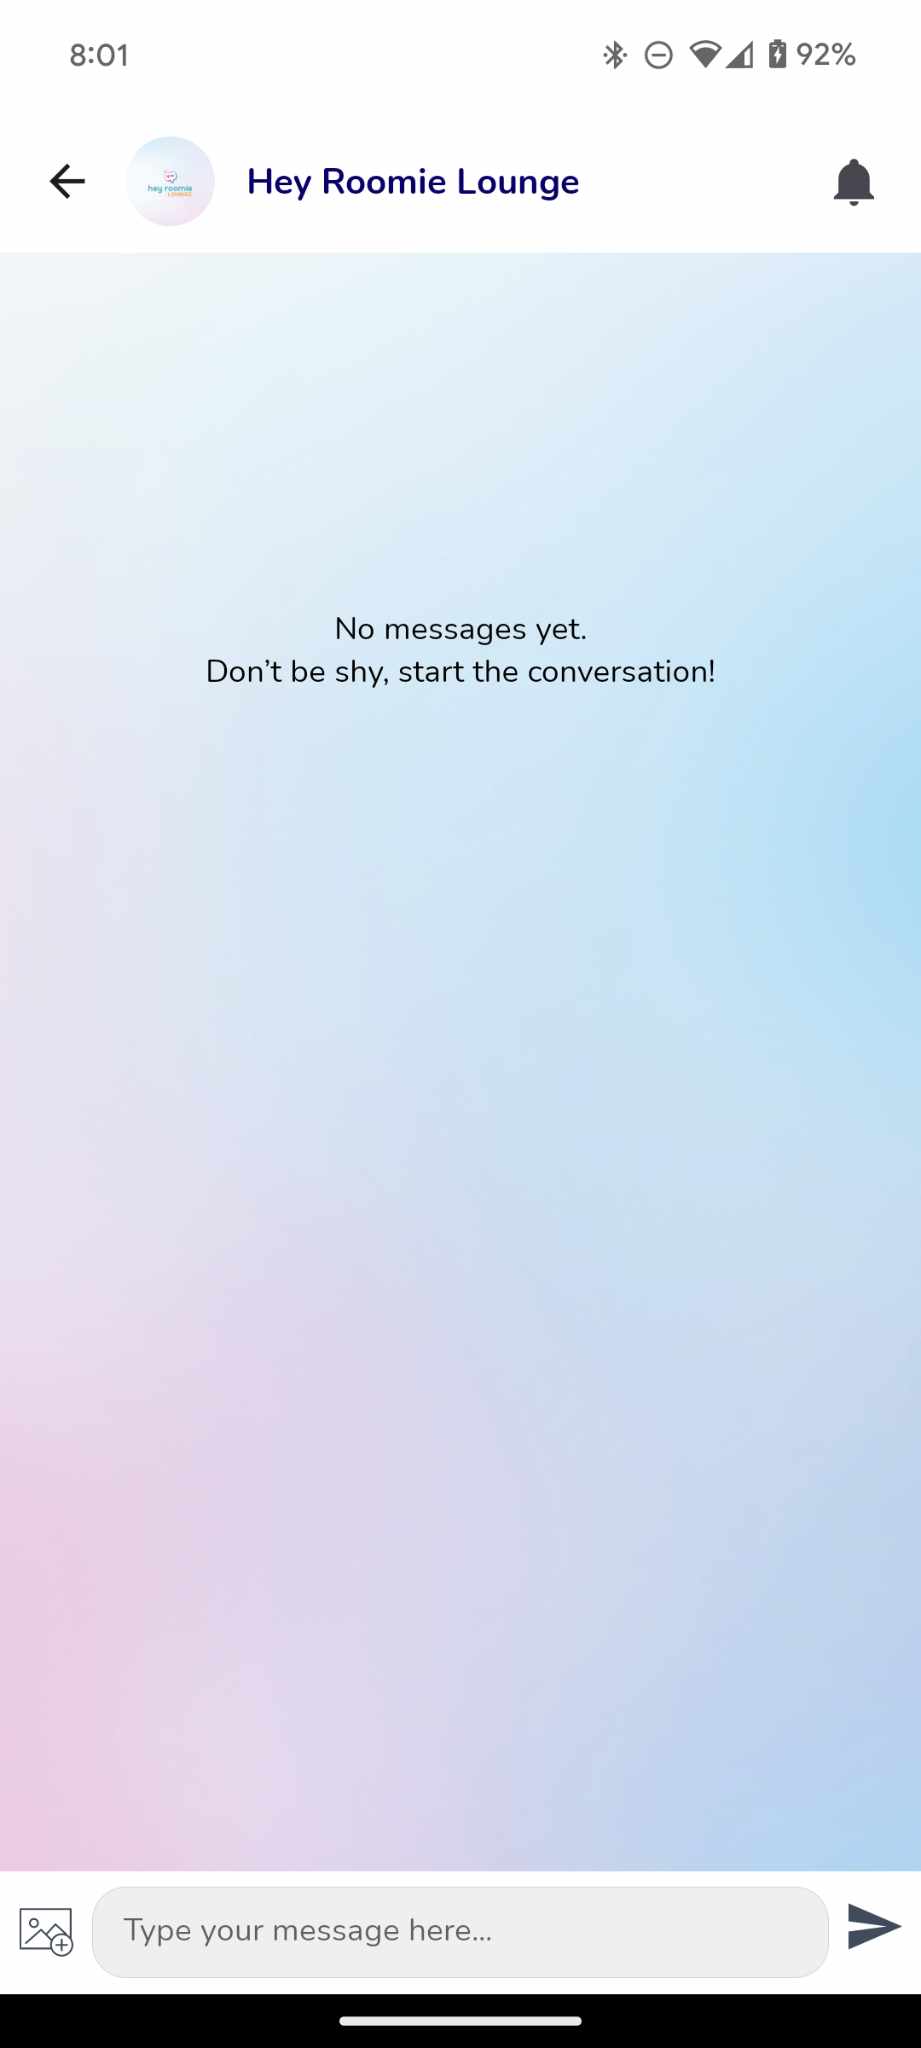 8:01
92%
hey roomie
LOUNGE
Hey Roomie Lounge
No messages yet.
Don’t be shy, start the conversation!
Type your message here...